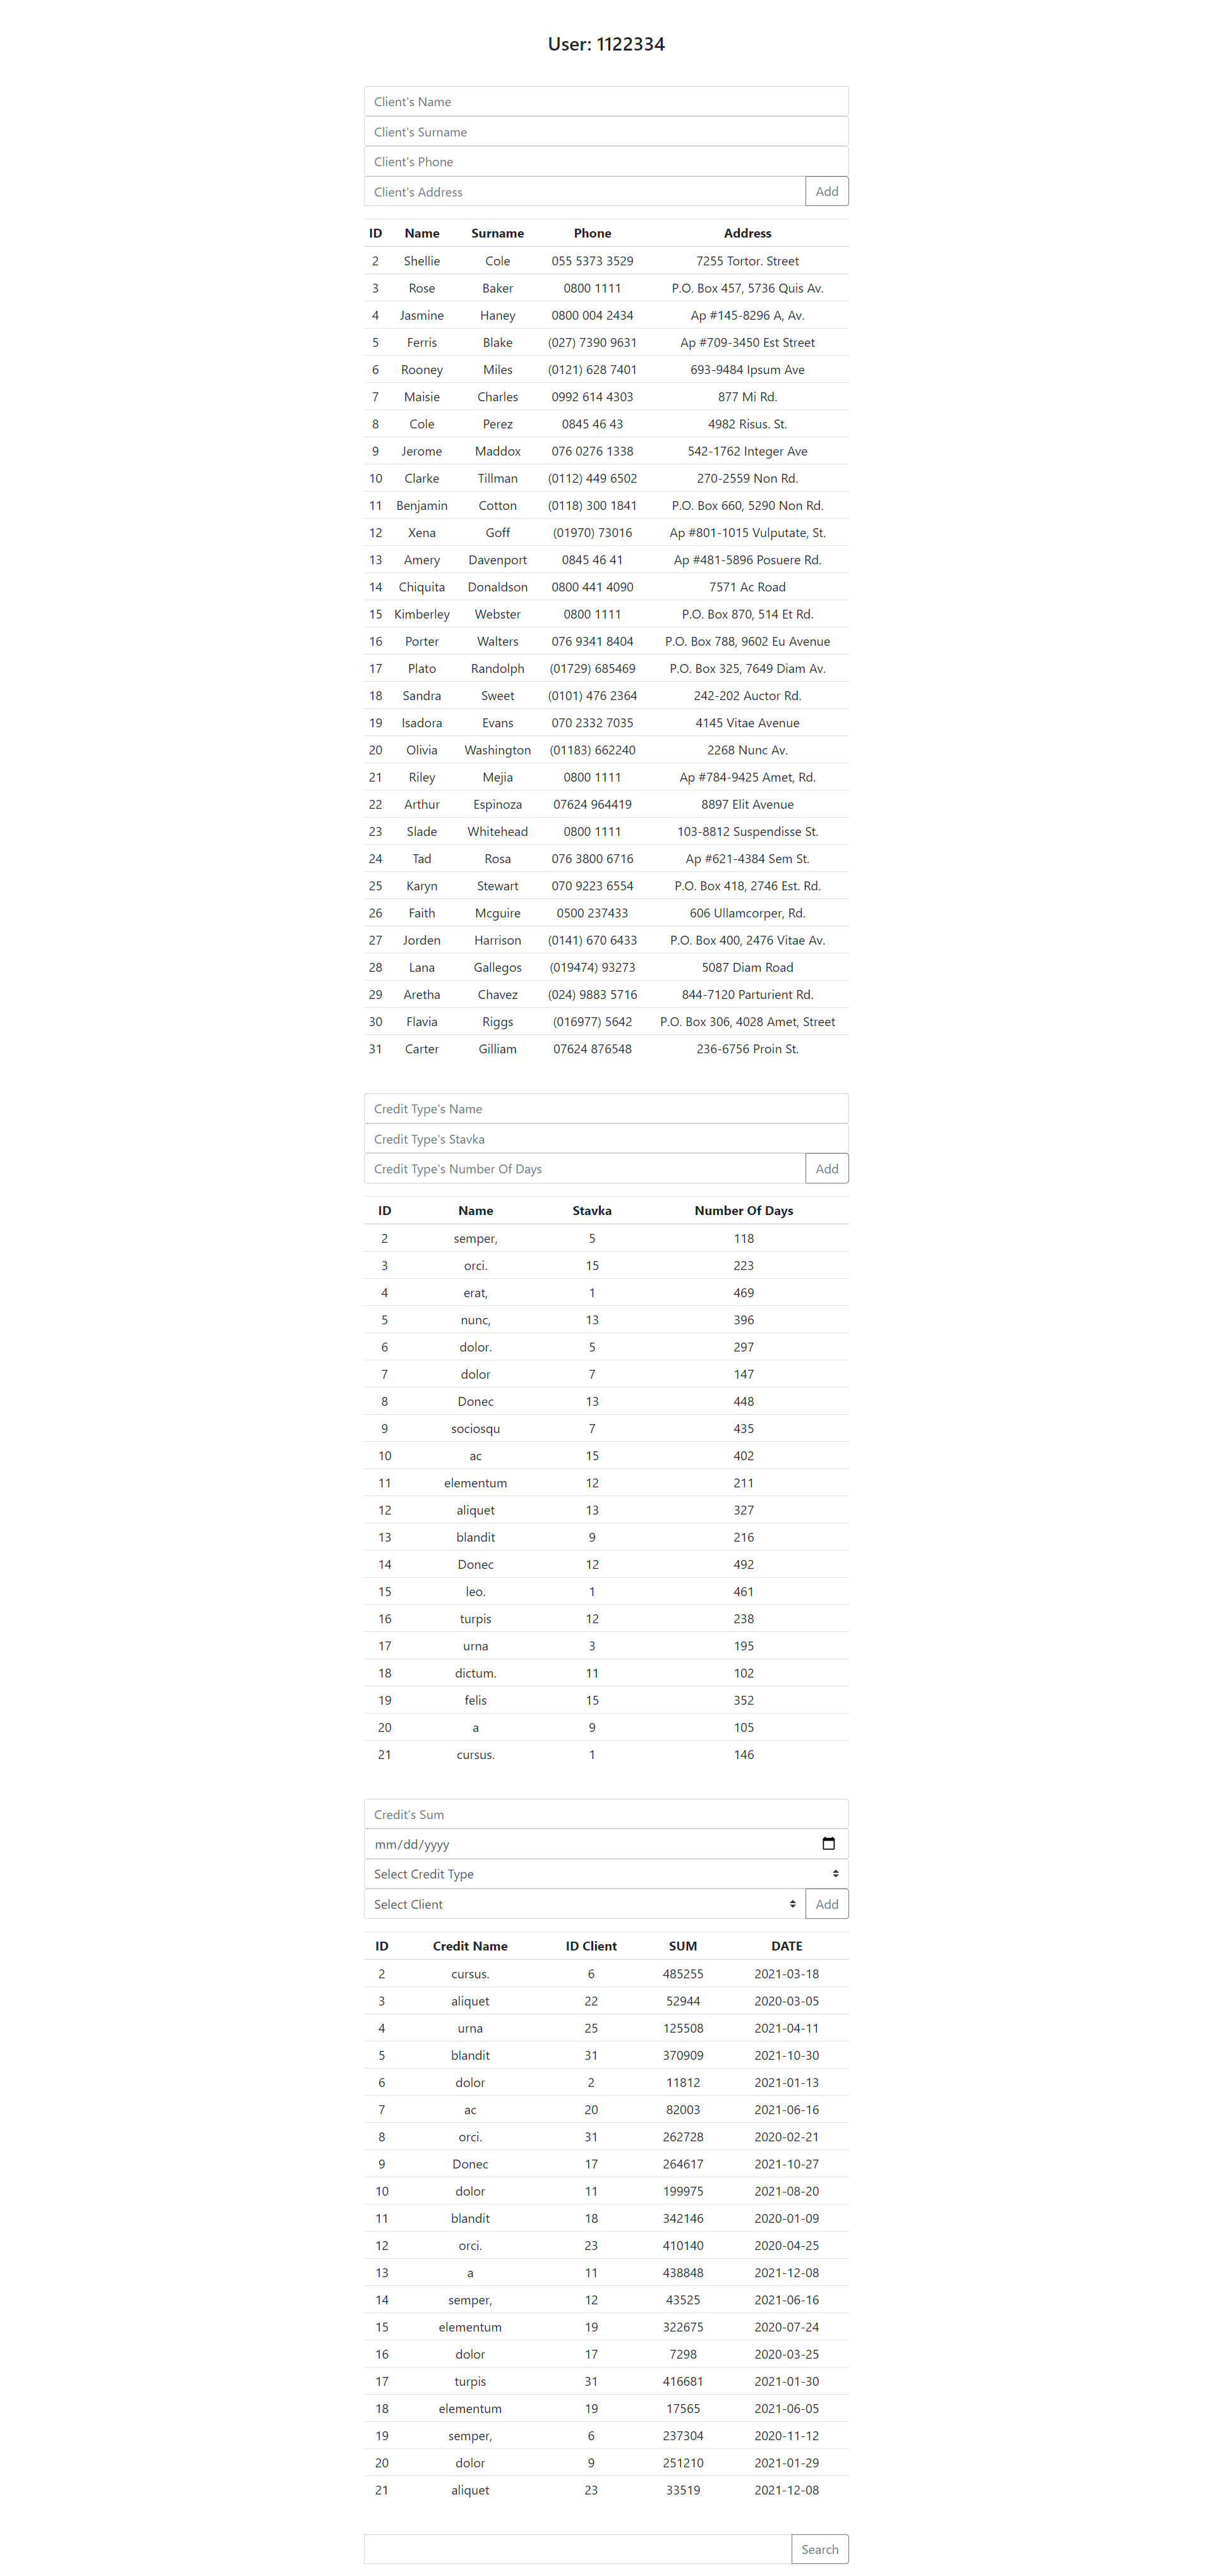 User: 1122334
Client's Name
Client's Surname
Client's Phone
Client's Address Add
ID Name Surname Phone Address
2 Shellie Cole 055 5373 3529 7255 Tortor. Street
3 Rose Baker 0800 1111 P.O. Box 457, 5736 Quis Av.
4 Jasmine Haney 0800 004 2434 Ap #145-8296 A, Av.
5 Ferris Blake (027) 7390 9631 Ap #709-3450 Est Street
6 Rooney Miles (0121) 628 7401 693-9484 Ipsum Ave
7 Maisie Charles 0992 614 4303 877 Mi Rd.
8 Cole Perez 0845 46 43 4982 Risus. St.
9 Jerome Maddox 076 0276 1338 542-1762 Integer Ave
10 Clarke Tillman (0112) 449 6502 270-2559 Non Rd.
11 Benjamin Cotton (0118) 300 1841 P.O. Box 660, 5290 Non Rd.
12 Xena Goff (01970) 73016 Ap #801-1015 Vulputate, St.
13 Amery Davenport 0845 46 41 Ap #481-5896 Posuere Rd.
14 Chiquita Donaldson 0800 441 4090 7571 Ac Road
15 Kimberley Webster 0800 1111 P.O. Box 870, 514 Et Rd.
16 Porter Walters 076 9341 8404 P.O. Box 788, 9602 Eu Avenue
17 Plato Randolph (01729) 685469 P.O. Box 325, 7649 Diam Av.
18 Sandra Sweet (0101) 476 2364 242-202 Auctor Rd.
19 Isadora Evans 070 2332 7035 4145 Vitae Avenue
20 Olivia Washington (01183) 662240 2268 Nunc Av.
21 Riley Mejia 0800 1111 Ap #784-9425 Amet, Rd.
22 Arthur Espinoza 07624 964419 8897 Elit Avenue
23 Slade Whitehead 0800 1111 103-8812 Suspendisse St.
24 Tad Rosa 076 3800 6716 Ap #621-4384 Sem St.
25 Karyn Stewart 070 9223 6554 P.O. Box 418, 2746 Est. Rd.
26 Faith Mcguire 0500 237433 606 Ullamcorper, Rd.
27 Jorden Harrison (0141) 670 6433 P.O. Box 400, 2476 Vitae Av.
28 Lana Gallegos (019474) 93273 5087 Diam Road
29 Aretha Chavez (024) 9883 5716 844-7120 Parturient Rd.
30 Flavia Riggs (016977) 5642 P.O. Box 306, 4028 Amet, Street
31 Carter Gilliam 07624 876548 236-6756 Proin St.
Credit Type's Name
Credit Type's Stavka
Credit Type's Number Of Days Add
ID Name Stavka Number Of Days
2 semper, 5 118
3 orci. 15 223
4 erat, 1 469
5 nunc, 13 396
6 dolor. 5 297
7 dolor 7 147
8 Donec 13 448
9 sociosqu 7 435
10 ac 15 402
11 elementum 12 211
12 aliquet 13 327
13 blandit 9 216
14 Donec 12 492
15 leo. 1 461
16 turpis 12 238
17 urna 3 195
18 dictum. 11 102
19 felis 15 352
20 a 9 105
21 cursus. 1 146
Credit's Sum
mm/dd/yyyy
Select Credit Type
Select Client Add
ID Credit Name ID Client SUM DATE
2 cursus. 6 485255 2021-03-18
3 aliquet 22 52944 2020-03-05
4 urna 25 125508 2021-04-11
5 blandit 31 370909 2021-10-30
6 dolor 2 11812 2021-01-13
7 ac 20 82003 2021-06-16
8 orci. 31 262728 2020-02-21
9 Donec 17 264617 2021-10-27
10 dolor 11 199975 2021-08-20
11 blandit 18 342146 2020-01-09
12 orci. 23 410140 2020-04-25
13 a 11 438848 2021-12-08
14 semper, 12 43525 2021-06-16
15 elementum 19 322675 2020-07-24
16 dolor 17 7298 2020-03-25
17 turpis 31 416681 2021-01-30
18 elementum 19 17565 2021-06-05
19 semper, 6 237304 2020-11-12
20 dolor 9 251210 2021-01-29
21 aliquet 23 33519 2021-12-08
Search